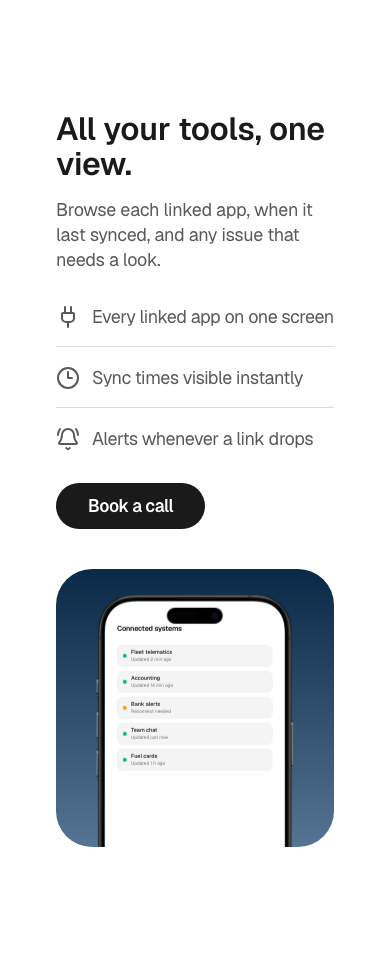 All your tools, one
view.
Browse each linked app, when it
last synced, and any issue that
needs a look.
Every linked app on one screen
Sync times visible instantly
Alerts whenever a link drops
Book a call
Connected systems
Fleet telematics
Updated 2 min ago
Accounting
Updated 18 min ago
Bank alerts
Reconnect needed
Team chat
Updated just now
Fuel cards
Updated 1 h ago